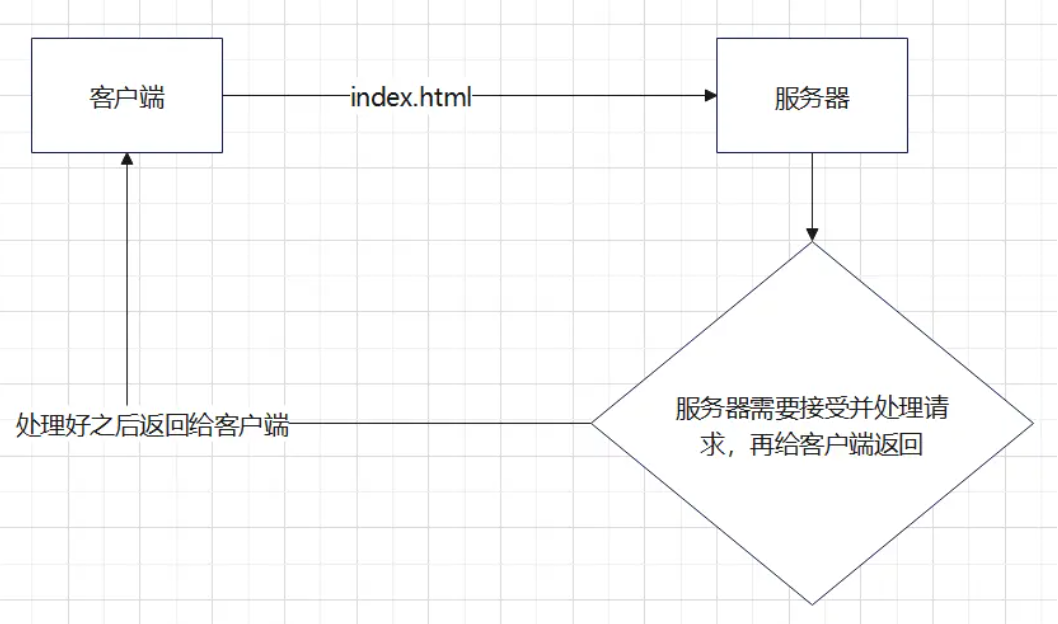 客户端
index.html
服务器
服务器需要接受并处理请
求，再给客户端返回
处理好之后返回给客户端